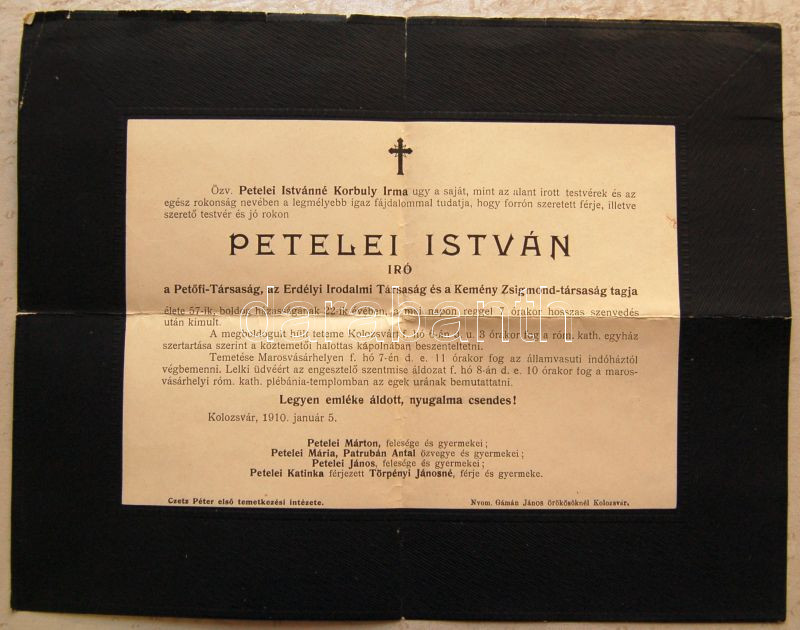 Özv. Petelei Istvánné Korbuly Irma ugy a saját, mint az alant irott testvérek és az
egész rokonság nevében a legmélyebb igaz fájdalommal tudatja, hogy forrón szeretett férje, illetve
szerető testvér és jó rokon
PETELEI ISTVÁN
IRÓ
a Petőfi-Társaság, az Erdélyi Irodalmi Társaság és a Kemény Zsigmond-társaság tagja
élete 57-ik, boldog házasságának 22-ik évében, a mai napon reggel 7 órakor hosszas szenvedés
után kimult.
A megboldogult hült teteme Kolozsvárt f. hó 6-án d. u. 3 órakor fog a róm. kath. egyház
szertartása szerint a köztemetői halottas kápolnában beszenteltetni.
Temetése Marosvásárhelyen f. hó 7-én d. e. 11 órakor fog az államvasuti indóháztól
végbemenni. Lelki üdvéért az engesztelő szentmise áldozat f. hó 8-án d. e. 10 órakor fog a maros-
vásárhelyi róm. kath. plébánia-templomban az egek urának bemutattatni.
Legyen emléke áldott, nyugalma csendes!
Kolozsvár, 1910. január 5.
Petelei Márton, felesége és gyermekei;
Petelei Mária, Patrubán Antal özvegye és gyermekei;
Petelei János, felesége és gyermekei;
Petelei Katinka férjezett Törpényi Jánosné, férje és gyermeke.
Czetz Péter első temetkezési intézete.
Nyom. Gámán János örökösöknél Kolozsvár.
darabanth